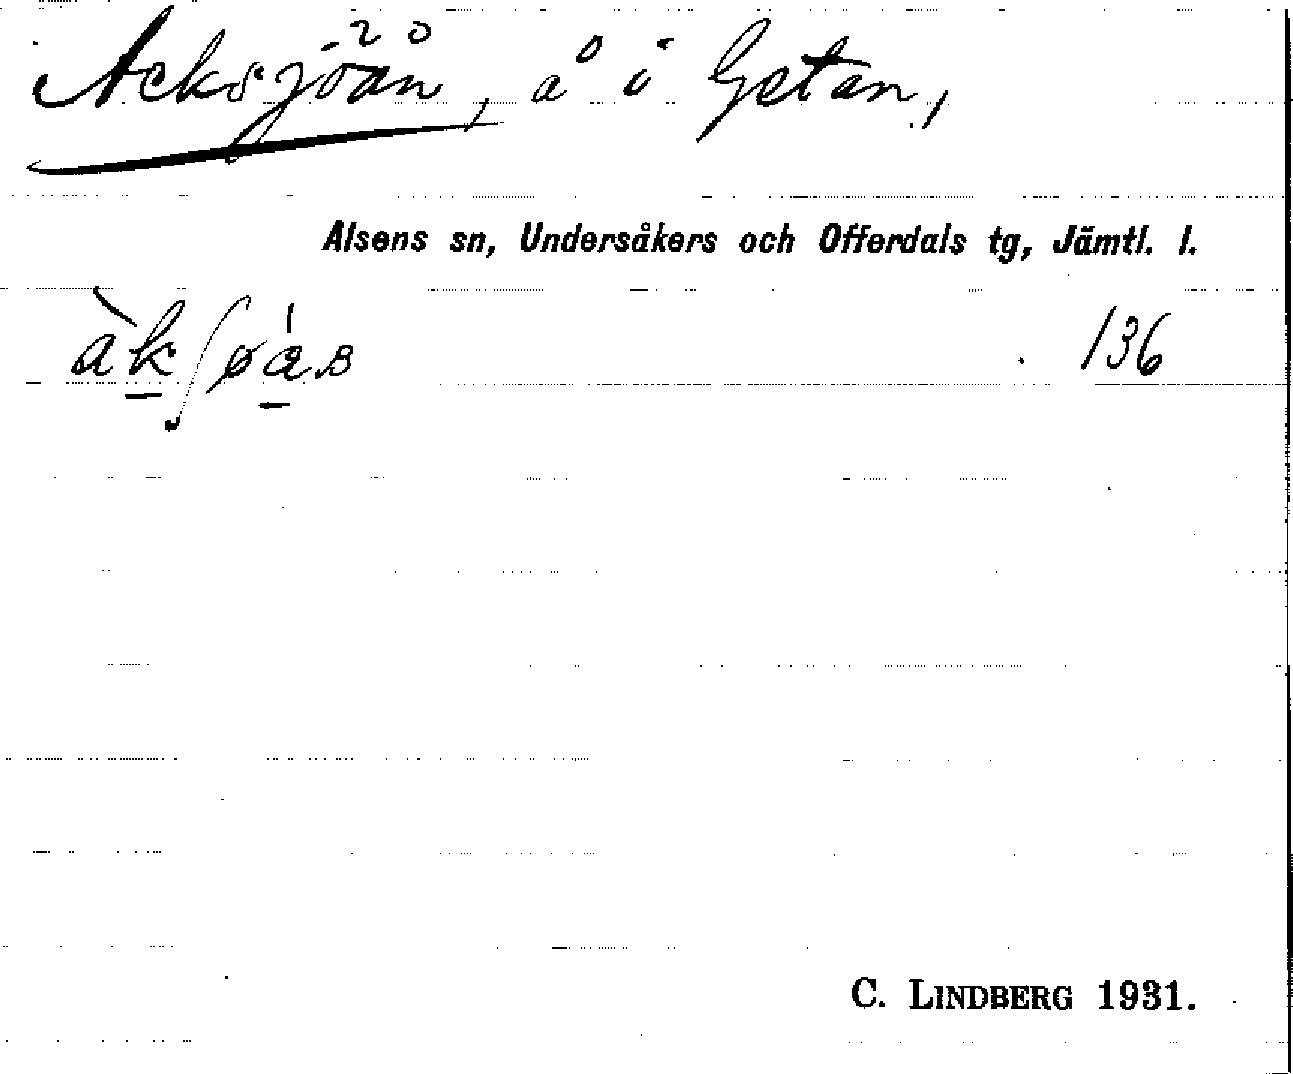 Acksjöån, å i Getan,
Alsens sn, Undersåkers och Offerdals tg, Jämtl. l.
136
C. LINDBERG 1931.